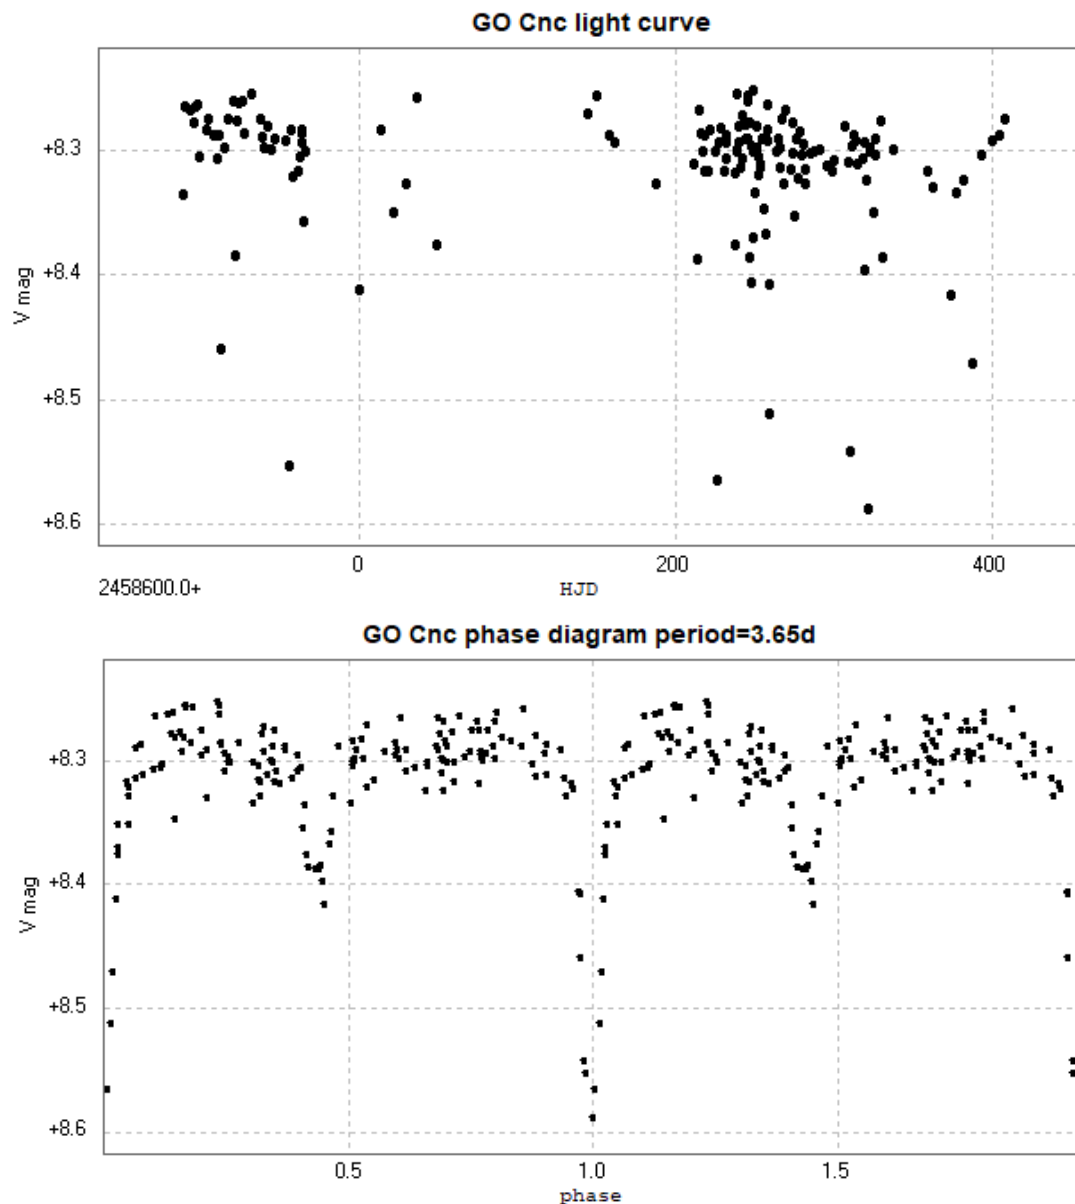 GO Cnc light curve
+8.3
+8.4
V mag
+8.5
+8.6
0
200
400
2458600.0+
HJD
GO Cnc phase diagram period=3.65d
+8.3
+8.4
V mag
+8.5
+8.6
0.5
1.0
1.5
phase